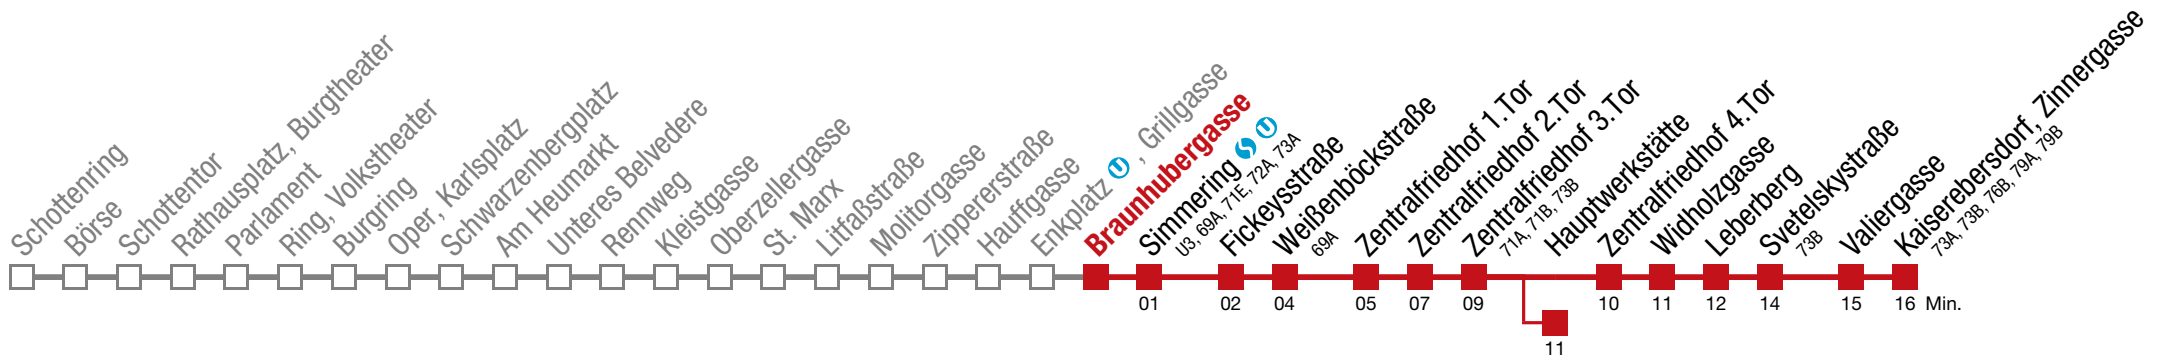 Schottenring
Börse
Schottentor
Rathausplatz, Burgtheater
Parlament
Ring, Volkstheater
Burgring
Oper, Karlsplatz
Schwarzenbergplatz
Am Heumarkt
Unteres Belvedere
Rennweg
Kleistgasse
Oberzellergasse
St. Marx
Litfaßstraße
Molitorgasse
Zippererstraße
Hauffgasse
Enkplatz U, Grillgasse
Braunhubergasse
Simmering S U
U3, 69A, 71E, 72A, 73A
Fickeysstraße
Weißenböckstraße
69A
Zentralfriedhof 1.Tor
Zentralfriedhof 2.Tor
Zentralfriedhof 3.Tor
71A, 71B, 73B
Hauptwerkstätte
Zentralfriedhof 4.Tor
Widholzgasse
Leberberg
Svetelskystraße
73B
Valiergasse
Kaiserebersdorf, Zinnergasse
73A, 73B, 76B, 79A, 79B
01 02 04 05 07 09 10 11 12 14 15 16 Min.
11